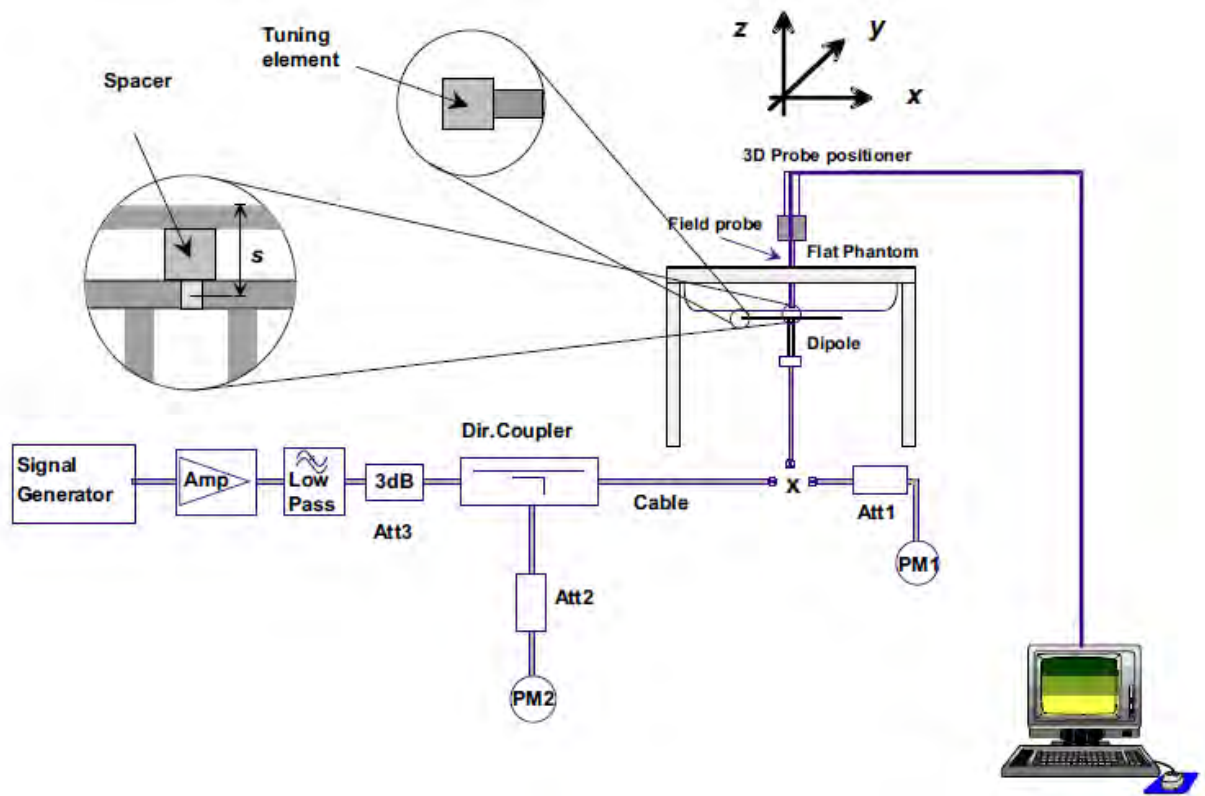 Tuning
element
Spacer
s
z
y
x
3D Probe positioner
Field probe
Flat Phantom
Dipole
Signal
Generator
Amp
Low
Pass
3dB
Att3
Dir.Coupler
Cable
x
Att1
PM1
Att2
PM2